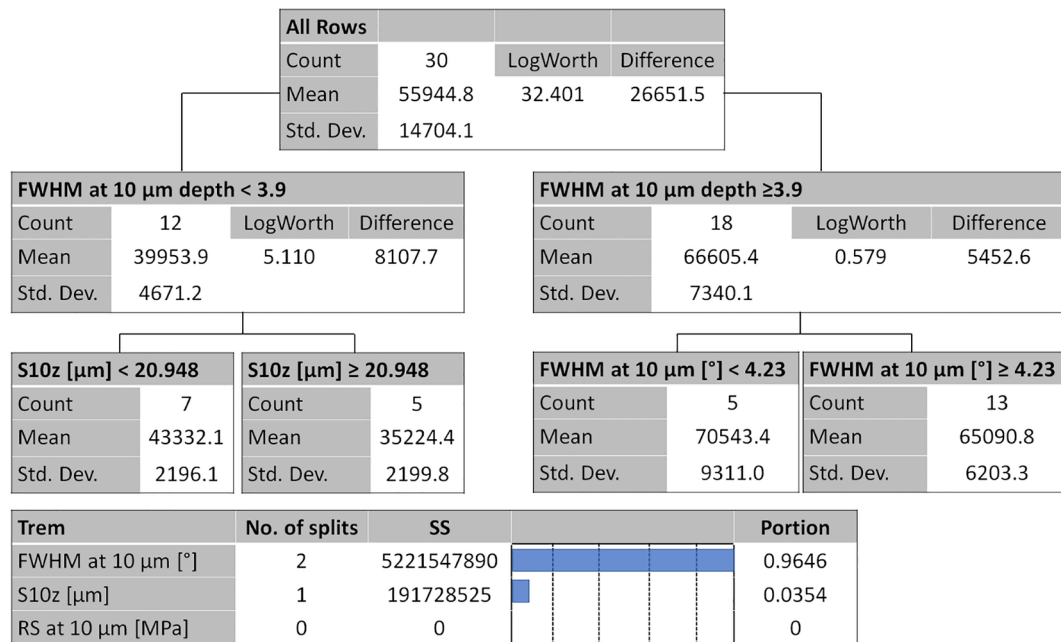 All Rows
Count 30 LogWorth Difference
Mean 55944.8 32.401 26651.5
Std. Dev. 14704.1
FWHM at 10 µm depth < 3.9
Count 12 LogWorth Difference
Mean 39953.9 5.110 8107.7
Std. Dev. 4671.2
FWHM at 10 µm depth ≥3.9
Count 18 LogWorth Difference
Mean 66605.4 0.579 5452.6
Std. Dev. 7340.1
S10z [µm] < 20.948
Count 7
Mean 43332.1
Std. Dev. 2196.1
S10z [µm] ≥ 20.948
Count 5
Mean 35224.4
Std. Dev. 2199.8
FWHM at 10 µm [°] < 4.23
Count 5
Mean 70543.4
Std. Dev. 9311.0
FWHM at 10 µm [°] ≥ 4.23
Count 13
Mean 65090.8
Std. Dev. 6203.3
Trem No. of splits SS Portion
FWHM at 10 µm [°] 2 5221547890 0.9646
S10z [µm] 1 191728525 0.0354
RS at 10 µm [MPa] 0 0 0